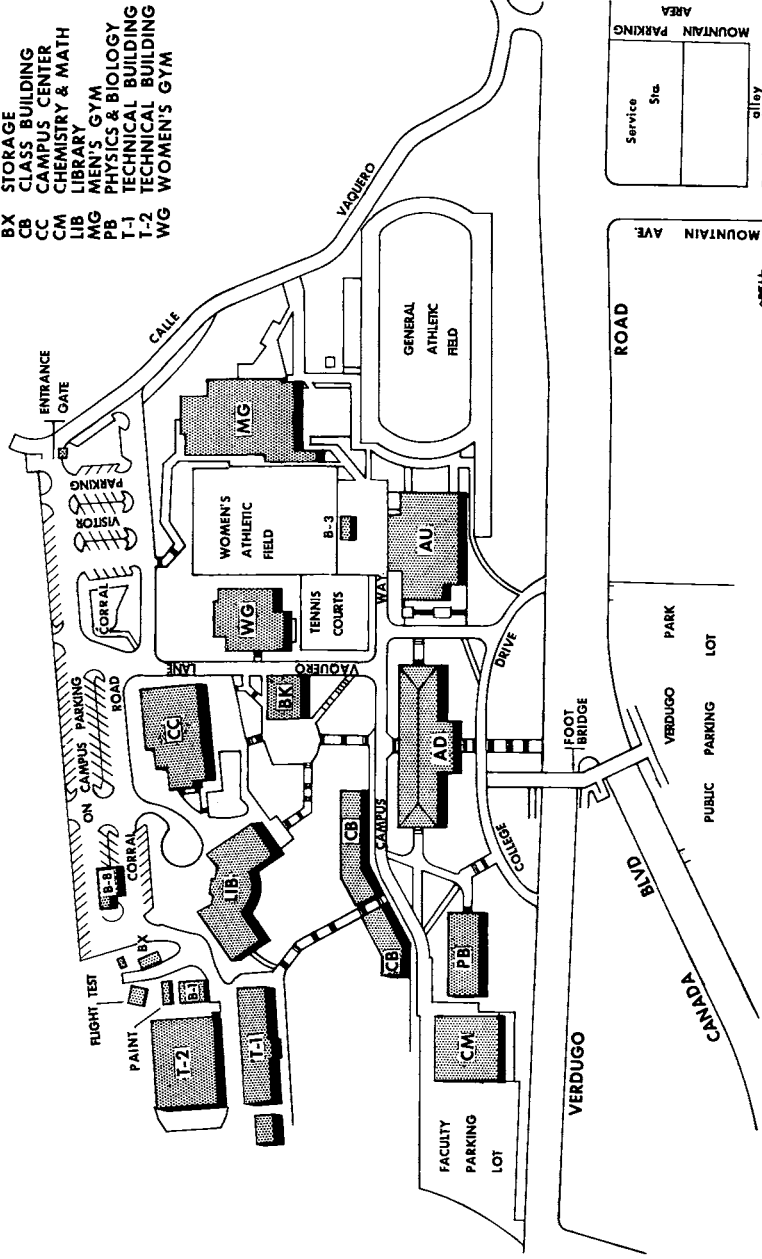 BX STORAGE
CB CLASS BUILDING
CC CAMPUS CENTER
CM CHEMISTRY & MATH
LIB LIBRARY
MG MEN'S GYM
PB PHYSICS & BIOLOGY
T-1 TECHNICAL BUILDING
T-2 TECHNICAL BUILDING
WG WOMEN'S GYM
ENTRANCE
GATE
CALLE
VAQUERO
VISITOR
PARKING
CORRAL
ON CAMPUS PARKING
ROAD
CORRAL
B-8
BX
FLIGHT TEST
PAINT
B-1
T-2
T-1
LIB
CC
LANE
VAQUERO
BK
WG
TENNIS
COURTS
WOMEN'S
ATHLETIC
FIELD
B-3
MG
GENERAL
ATHLETIC
FIELD
AU
WAY
CAMPUS
CB
CB
AD
PB
CM
FACULTY
PARKING
LOT
COLLEGE
DRIVE
FOOT
BRIDGE
VERDUGO
ROAD
CANADA
BLVD
VERDUGO PARK
PUBLIC PARKING LOT
MOUNTAIN AVE.
Service
Sta.
MOUNTAIN PARKING
AREA
alley